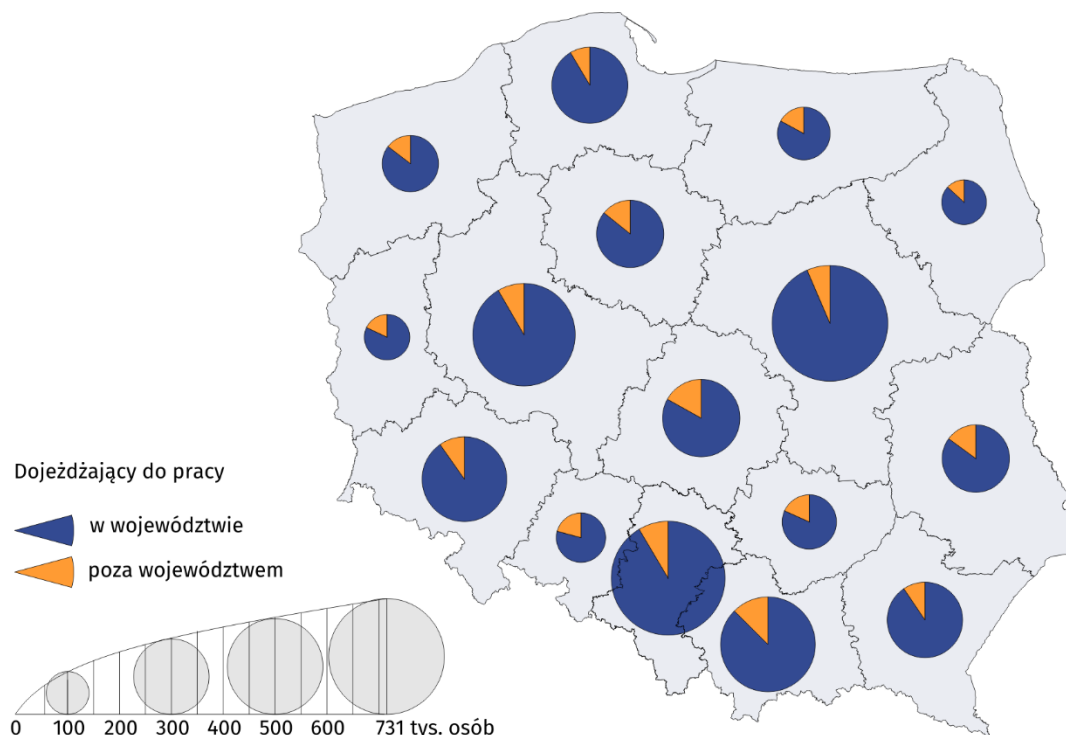 Dojeżdżający do pracy
w województwie
poza województwem
0 100 200 300 400 500 600 731 tys. osób